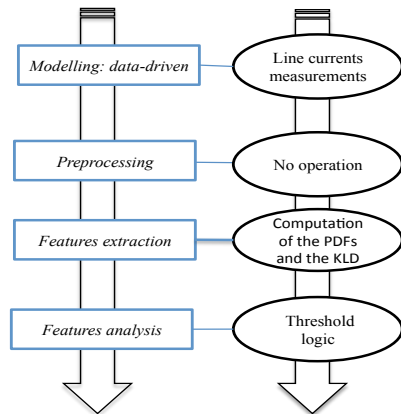 Modelling: data-driven
Line currents
measurements
Preprocessing
No operation
Features extraction
Computation
of the PDFs
and the KLD
Features analysis
Threshold
logic